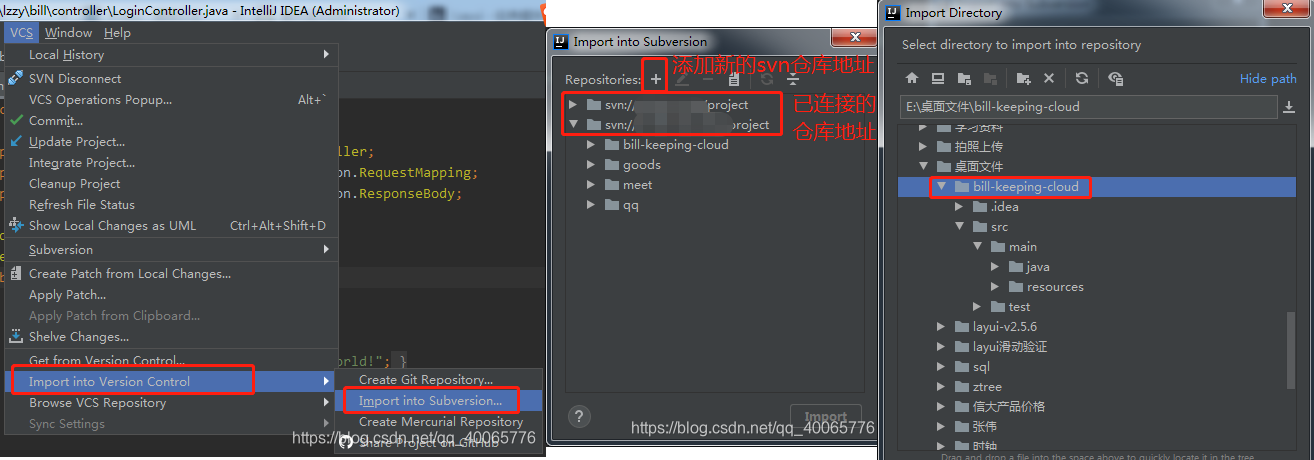 \lzzy\bill\controller\LoginController.java - IntelliJ IDEA (Administrator)
VCS Window Help
Local History
SVN Disconnect
VCS Operations Popup... Alt+`
Commit...
Update Project...
Integrate Project...
Cleanup Project
Refresh File Status
Show Local Changes as UML Ctrl+Alt+Shift+D
Subversion
Create Patch from Local Changes...
Apply Patch...
Apply Patch from Clipboard...
Shelve Changes...
Get from Version Control...
Import into Version Control
Browse VCS Repository
Sync Settings
ller;
on.RequestMapping;
on.ResponseBody;
orld!"; }
Create Git Repository...
Import into Subversion...
Create Mercurial Repository
Share Project on GitHub
https://blog.csdn.net/qq_40065776
Import into Subversion
Repositories:
添加新的svn仓库地址
svn:// /project
svn:// project
已连接的
仓库地址
bill-keeping-cloud
goods
meet
qq
?
Import
https://blog.csdn.net/qq_40065776
Import Directory
Select directory to import into repository
Hide path
E:\桌面文件\bill-keeping-cloud
学习资料
拍照上传
桌面文件
bill-keeping-cloud
.idea
src
main
java
resources
test
layui-v2.5.6
layui滑动验证
sql
ztree
信大产品价格
张伟
时钟
Drag and drop a file into the space above to quickly locate it in the tree